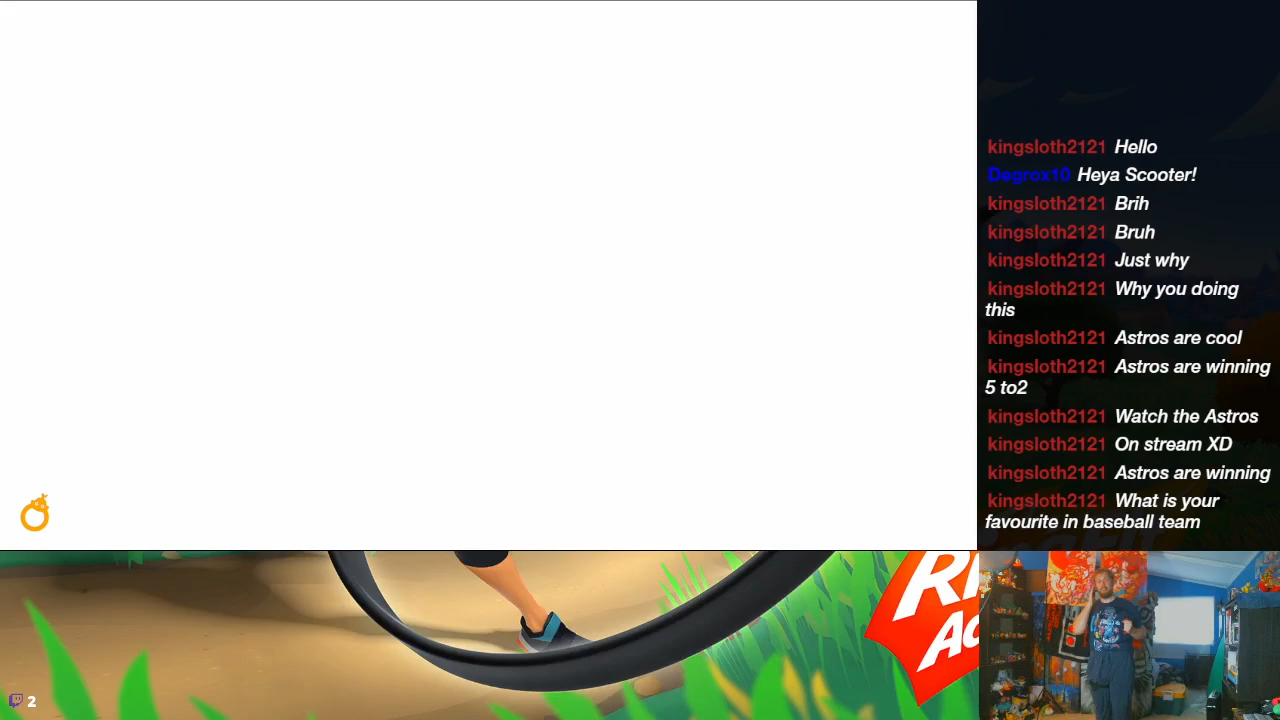 kingsloth2121 Hello
Degrox10 Heya Scooter!
kingsloth2121 Brih
kingsloth2121 Bruh
kingsloth2121 Just why
kingsloth2121 Why you doing
this
kingsloth2121 Astros are cool
kingsloth2121 Astros are winning
5 to2
kingsloth2121 Watch the Astros
kingsloth2121 On stream XD
kingsloth2121 Astros are winning
kingsloth2121 What is your
favourite in baseball team
2